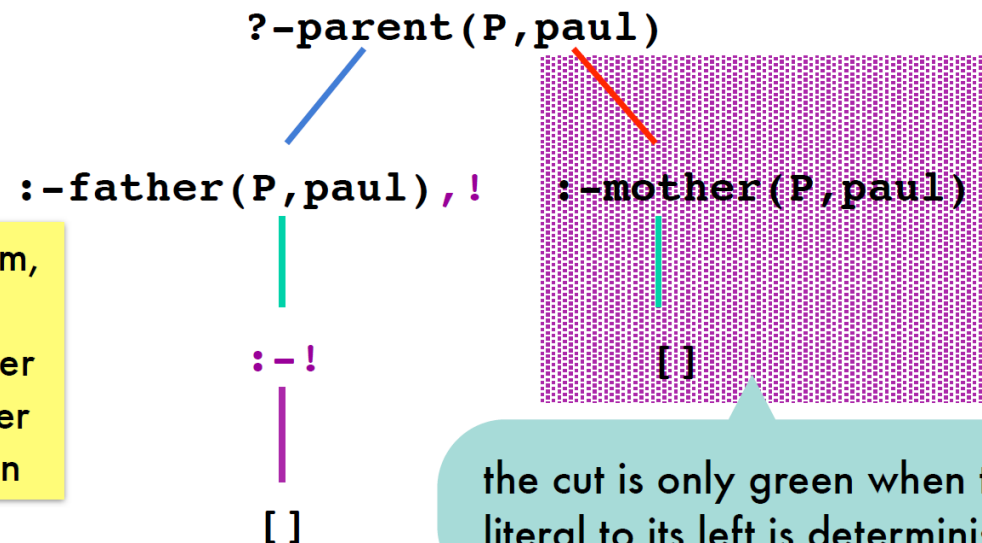 ?-parent(P,paul)
:-father(P,paul),!
:-mother(P,paul)
m,
er
er
n
:-!
[]
[]
the cut is only green when
literal to its left is